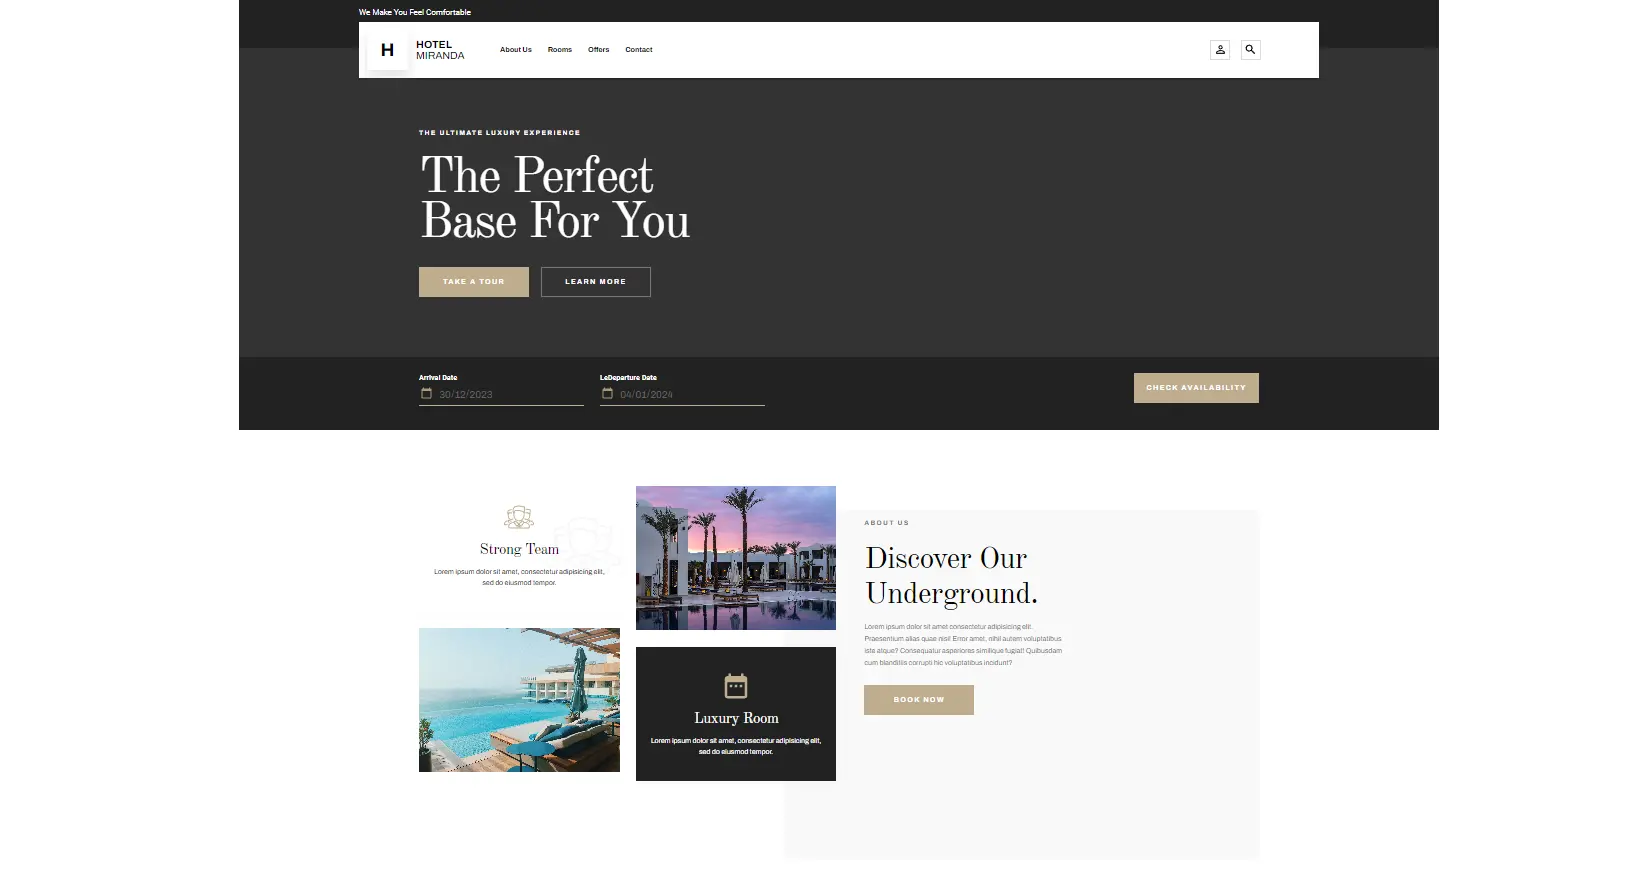 We Make You Feel Comfortable
H
HOTEL
MIRANDA
About Us
Rooms
Offers
Contact
THE ULTIMATE LUXURY EXPERIENCE
The Perfect
Base For You
TAKE A TOUR
LEARN MORE
Arrival Date
30/12/2023
LeDeparture Date
04/01/2024
CHECK AVAILABILITY
Strong Team
Lorem ipsum dolor sit amet, consectetur adipisicing elit,
sed do eiusmod tempor.
Luxury Room
Lorem ipsum dolor sit amet, consectetur adipisicing elit,
sed do eiusmod tempor.
ABOUT US
Discover Our
Underground.
Lorem ipsum dolor sit amet consectetur adipisicing elit.
Praesentium alias quae nisi! Error amet, nihil autem voluptatibus
iste atque? Consequatur asperiores similique fugiat! Quibusdam
cum blanditiis corrupti hic voluptatibus incidunt?
BOOK NOW